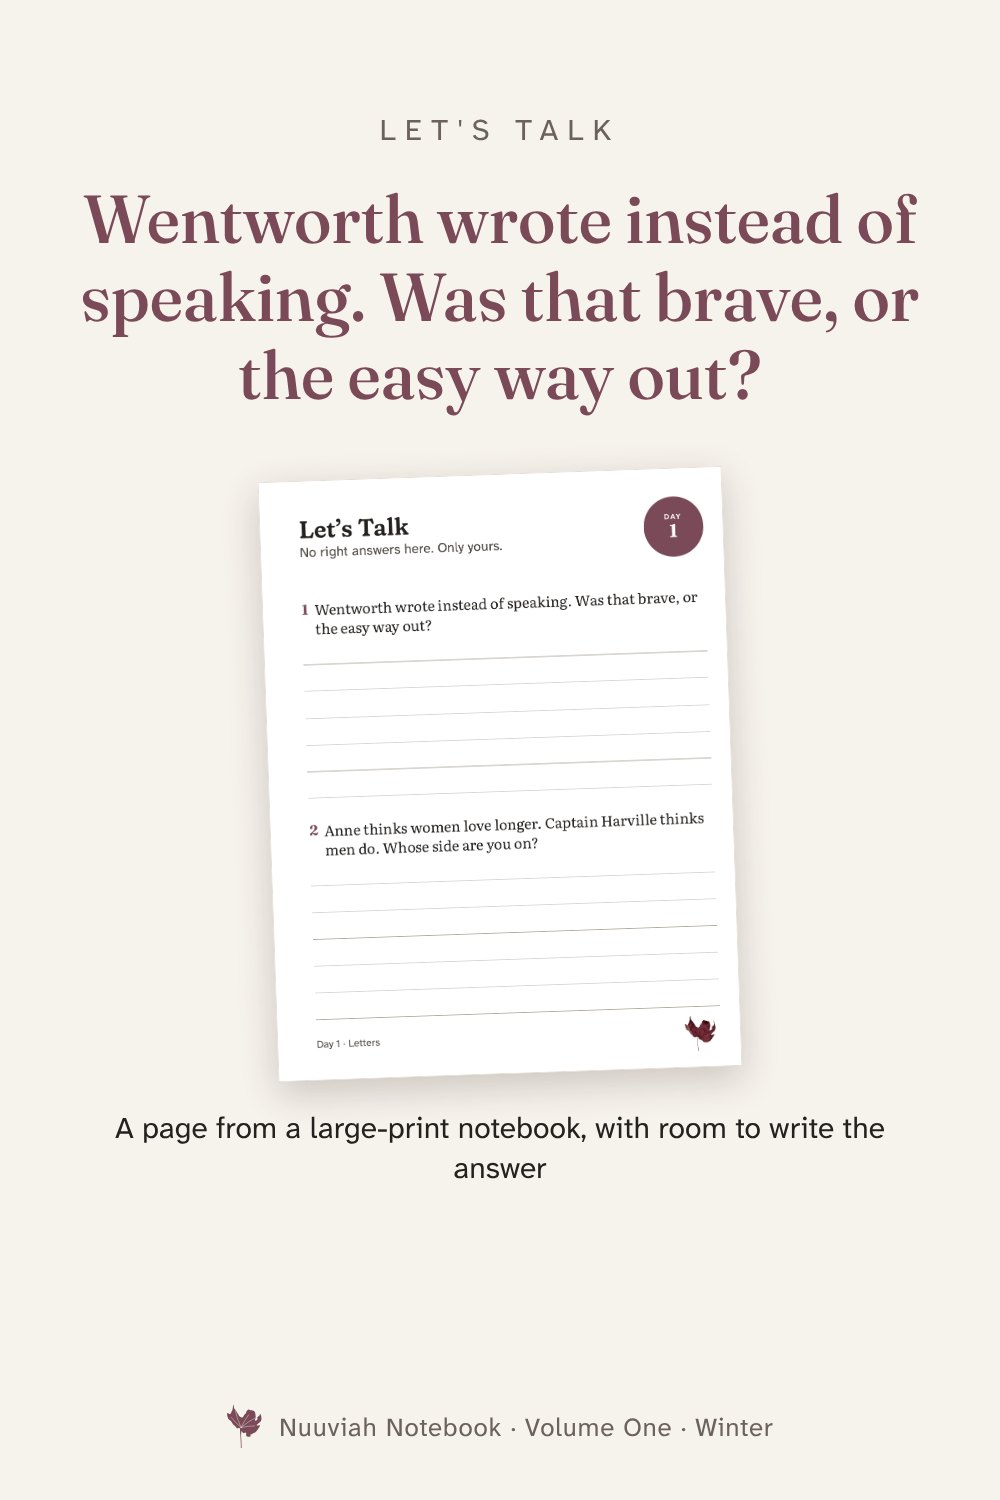 LET'S TALK
Wentworth wrote instead of
speaking. Was that brave, or
the easy way out?
Let’s Talk
No right answers here. Only yours.
DAY
1
1 Wentworth wrote instead of speaking. Was that brave, or
the easy way out?
2 Anne thinks women love longer. Captain Harville thinks
men do. Whose side are you on?
Day 1 · Letters
A page from a large-print notebook, with room to write the
answer
Nuuviah Notebook · Volume One · Winter